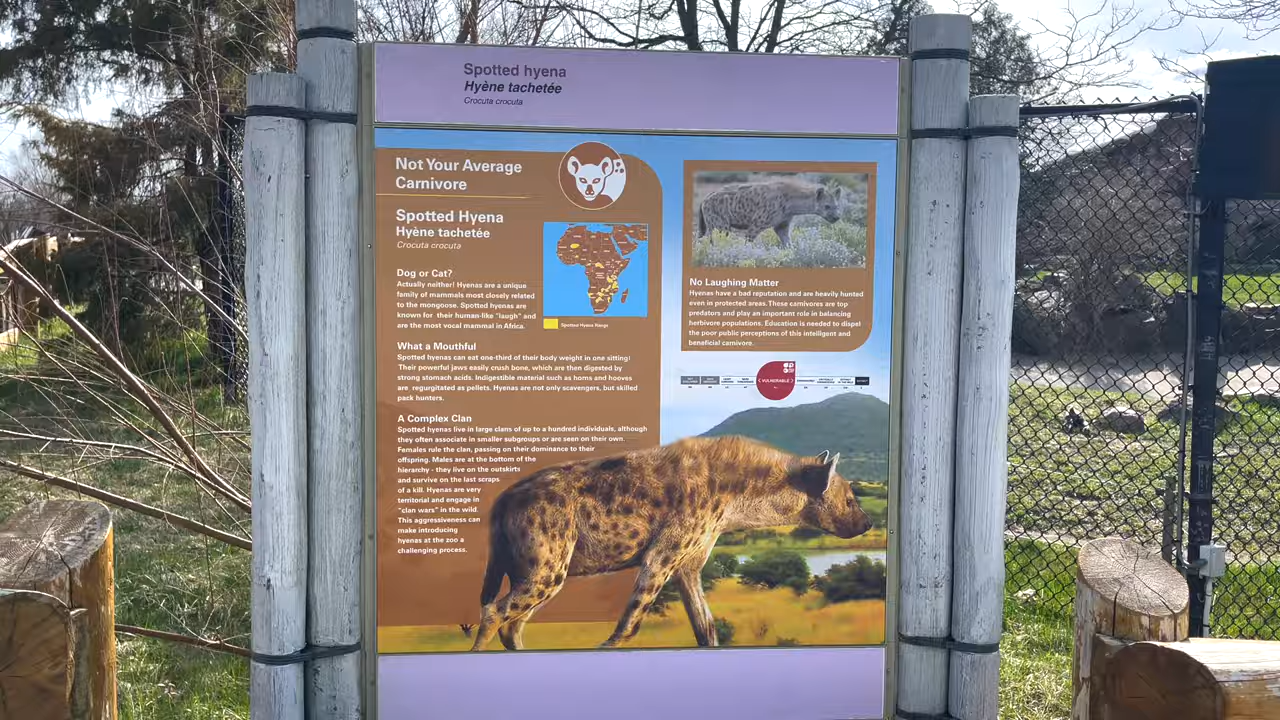 Spotted hyena
Hyène tachetée
Crocuta crocuta
Not Your Average
Carnivore
Spotted Hyena
Hyène tachetée
Crocuta crocuta
Dog or Cat?
Actually neither! Hyenas are a unique
family of mammals most closely related
to the mongoose. Spotted hyenas are
known for their human-like "laugh" and
are the most vocal mammal in Africa.
Spotted Hyena Range
What a Mouthful
Spotted hyenas can eat one-third of their body weight in one sitting!
Their powerful jaws easily crush bone, which are then digested by
strong stomach acids. Indigestible material such as horns and hooves
are regurgitated as pellets. Hyenas are not only scavengers, but skilled
pack hunters.
A Complex Clan
Spotted hyenas live in large clans of up to a hundred individuals, although
they often associate in smaller subgroups or are seen on their own.
Females rule the clan, passing on their dominance to their
offspring. Males are at the bottom of the
hierarchy - they live on the outskirts
and survive on the last scraps
of a kill. Hyenas are very
territorial and engage in
"clan wars" in the wild.
This aggressiveness can
make introducing
hyenas at the zoo a
challenging process.
No Laughing Matter
Hyenas have a bad reputation and are heavily hunted
even in protected areas. These carnivores are top
predators and play an important role in balancing
herbivore populations. Education is needed to dispel
the poor public perceptions of this intelligent and
beneficial carnivore.
VULNERABLE